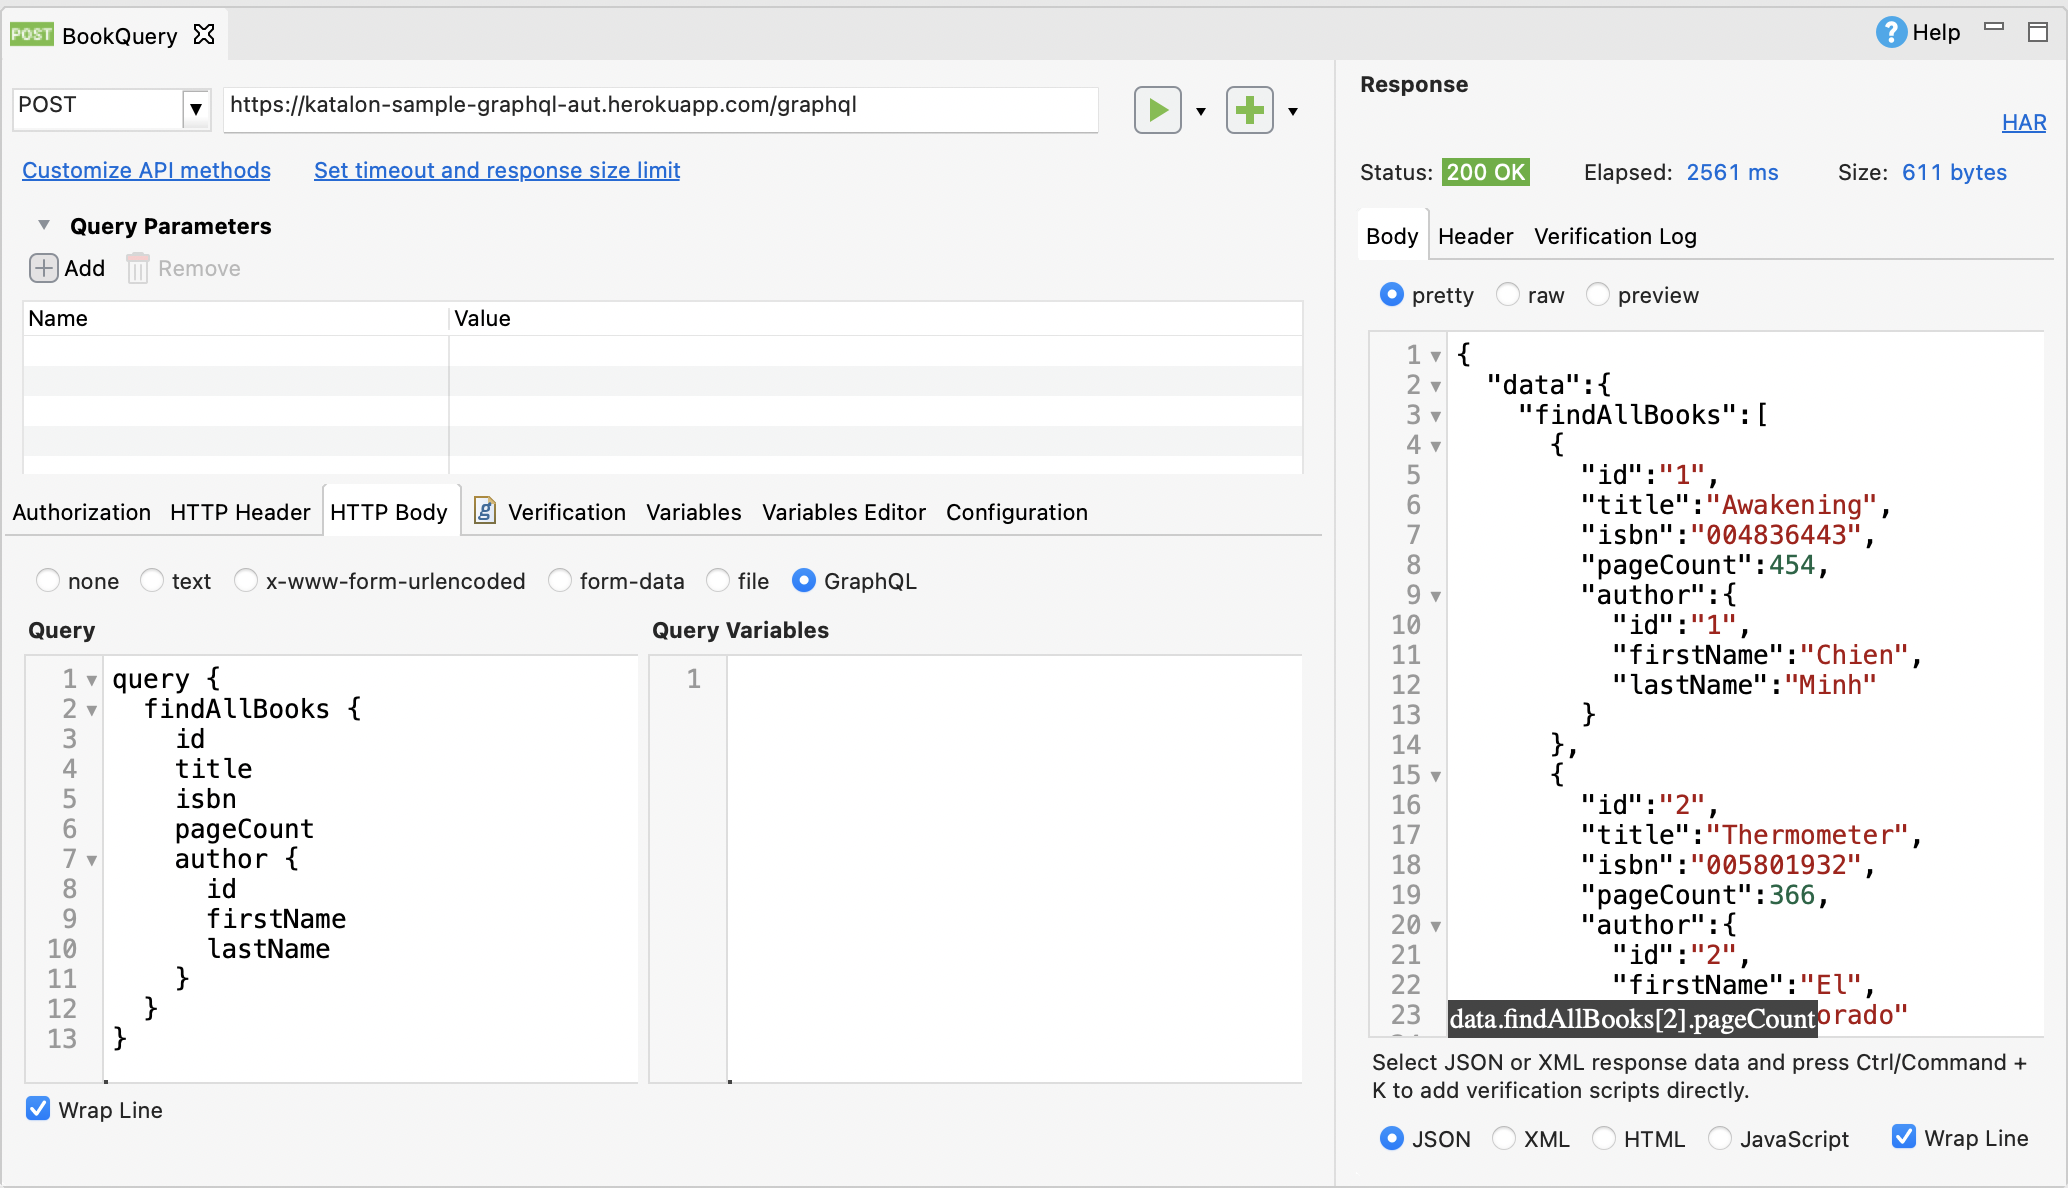 POST BookQuery
Help
POST
https://katalon-sample-graphql-aut.herokuapp.com/graphql
Customize API methods
Set timeout and response size limit
Query Parameters
Add
Remove
Name
Value
Authorization
HTTP Header
HTTP Body
Verification
Variables
Variables Editor
Configuration
none
text
x-www-form-urlencoded
form-data
file
GraphQL
Query
1 query {
2 findAllBooks {
3 id
4 title
5 isbn
6 pageCount
7 author {
8 id
9 firstName
10 lastName
11 }
12 }
13 }
Wrap Line
Query Variables
1
Response
HAR
Status: 200 OK
Elapsed: 2561 ms
Size: 611 bytes
Body
Header
Verification Log
pretty
raw
preview
1 {
2 "data":{
3 "findAllBooks":[
4 {
5 "id":"1",
6 "title":"Awakening",
7 "isbn":"004836443",
8 "pageCount":454,
9 "author":{
10 "id":"1",
11 "firstName":"Chien",
12 "lastName":"Minh"
13 }
14 },
15 {
16 "id":"2",
17 "title":"Thermometer",
18 "isbn":"005801932",
19 "pageCount":366,
20 "author":{
21 "id":"2",
22 "firstName":"El",
23 orado"
data.findAllBooks[2].pageCount
Select JSON or XML response data and press Ctrl/Command +
K to add verification scripts directly.
JSON
XML
HTML
JavaScript
Wrap Line